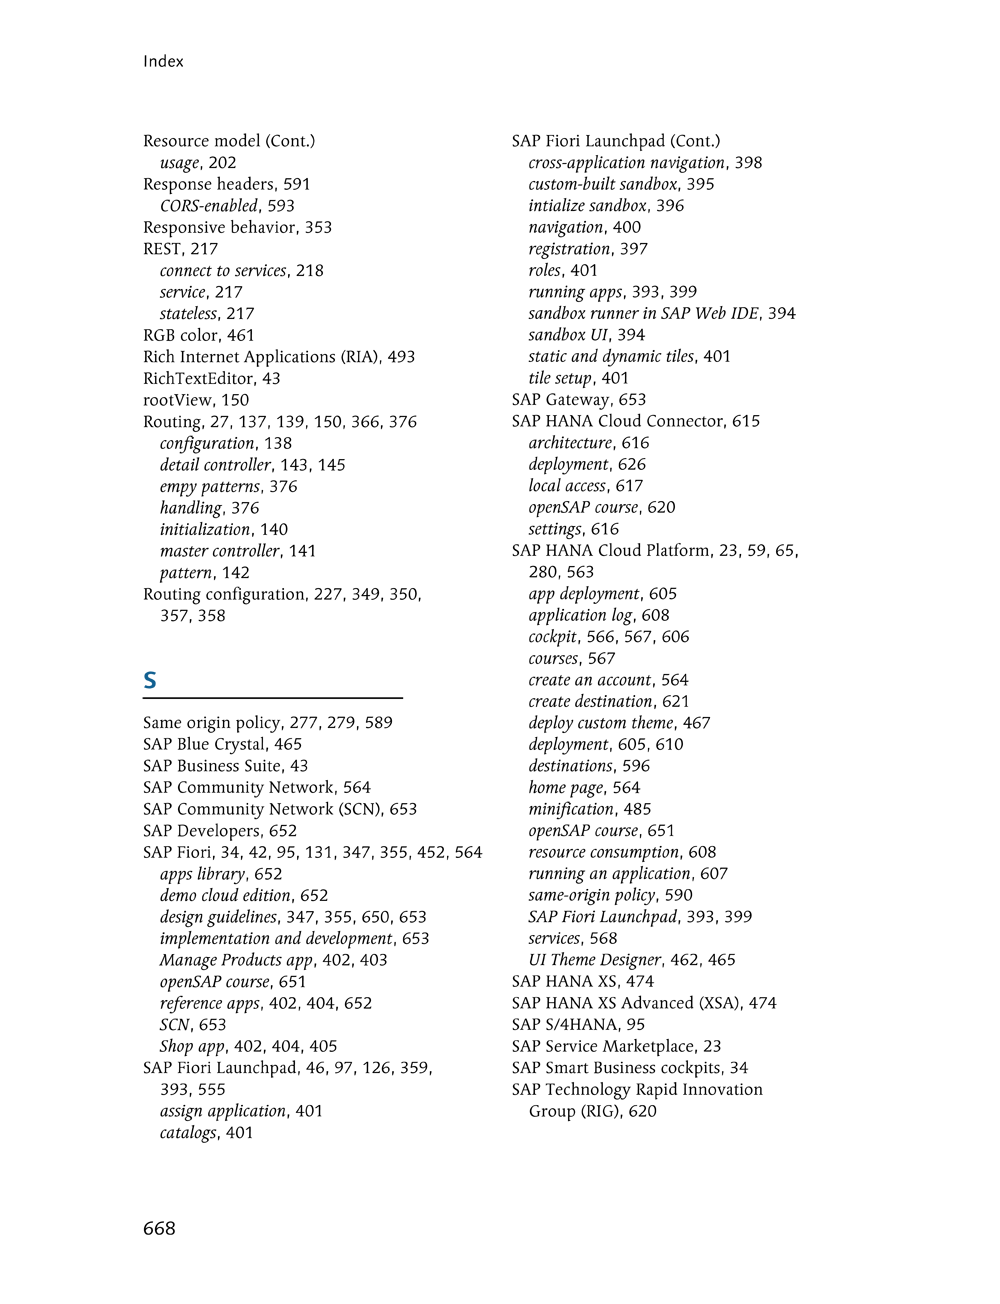 Index
Resource model (Cont.)
usage, 202
Response headers, 591
CORS-enabled, 593
Responsive behavior, 353
REST, 217
connect to services, 218
service, 217
stateless, 217
RGB color, 461
Rich Internet Applications (RIA), 493
RichTextEditor, 43
rootView, 150
Routing, 27, 137, 139, 150, 366, 376
configuration, 138
detail controller, 143, 145
empy patterns, 376
handling, 376
initialization, 140
master controller, 141
pattern, 142
Routing configuration, 227, 349, 350,
357, 358
S
Same origin policy, 277, 279, 589
SAP Blue Crystal, 465
SAP Business Suite, 43
SAP Community Network, 564
SAP Community Network (SCN), 653
SAP Developers, 652
SAP Fiori, 34, 42, 95, 131, 347, 355, 452, 564
apps library, 652
demo cloud edition, 652
design guidelines, 347, 355, 650, 653
implementation and development, 653
Manage Products app, 402, 403
openSAP course, 651
reference apps, 402, 404, 652
SCN, 653
Shop app, 402, 404, 405
SAP Fiori Launchpad, 46, 97, 126, 359,
393, 555
assign application, 401
catalogs, 401
SAP Fiori Launchpad (Cont.)
cross-application navigation, 398
custom-built sandbox, 395
intialize sandbox, 396
navigation, 400
registration, 397
roles, 401
running apps, 393, 399
sandbox runner in SAP Web IDE, 394
sandbox UI, 394
static and dynamic tiles, 401
tile setup, 401
SAP Gateway, 653
SAP HANA Cloud Connector, 615
architecture, 616
deployment, 626
local access, 617
openSAP course, 620
settings, 616
SAP HANA Cloud Platform, 23, 59, 65,
280, 563
app deployment, 605
application log, 608
cockpit, 566, 567, 606
courses, 567
create an account, 564
create destination, 621
deploy custom theme, 467
deployment, 605, 610
destinations, 596
home page, 564
minification, 485
openSAP course, 651
resource consumption, 608
running an application, 607
same-origin policy, 590
SAP Fiori Launchpad, 393, 399
services, 568
UI Theme Designer, 462, 465
SAP HANA XS, 474
SAP HANA XS Advanced (XSA), 474
SAP S/4HANA, 95
SAP Service Marketplace, 23
SAP Smart Business cockpits, 34
SAP Technology Rapid Innovation
Group (RIG), 620
668